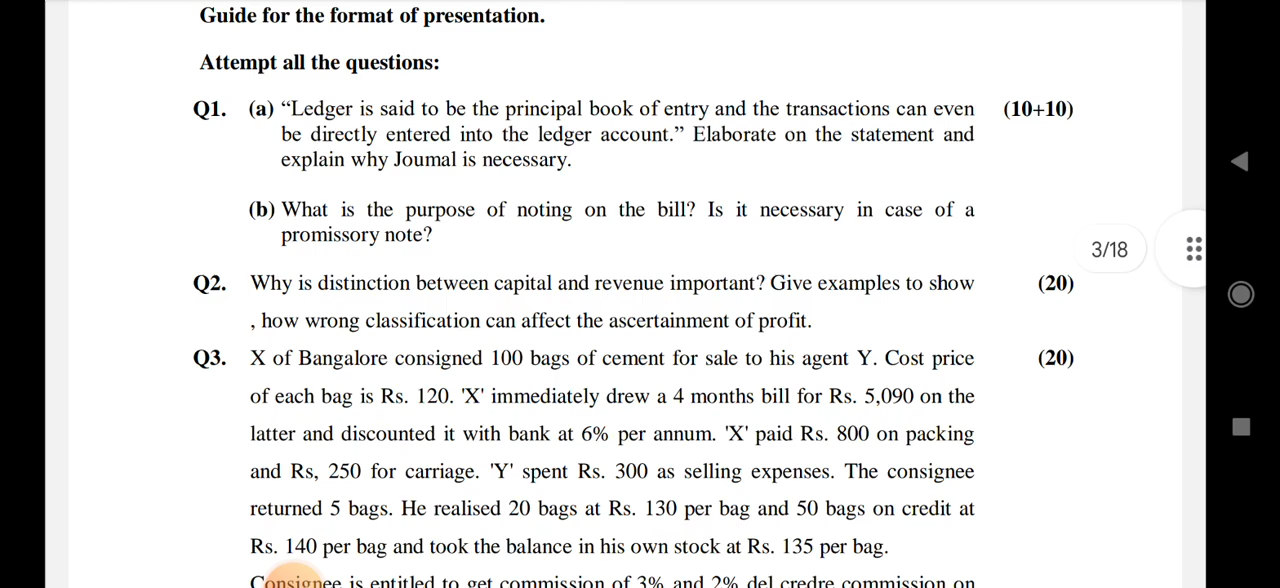 Guide for the format of presentation.
Attempt all the questions:
Q1. (a) “Ledger is said to be the principal book of entry and the transactions can even (10+10)
be directly entered into the ledger account.” Elaborate on the statement and
explain why Joumal is necessary.
(b) What is the purpose of noting on the bill? Is it necessary in case of a
promissory note?
3/18
Q2. Why is distinction between capital and revenue important? Give examples to show (20)
, how wrong classification can affect the ascertainment of profit.
Q3. X of Bangalore consigned 100 bags of cement for sale to his agent Y. Cost price (20)
of each bag is Rs. 120. 'X' immediately drew a 4 months bill for Rs. 5,090 on the
latter and discounted it with bank at 6% per annum. 'X' paid Rs. 800 on packing
and Rs, 250 for carriage. 'Y' spent Rs. 300 as selling expenses. The consignee
returned 5 bags. He realised 20 bags at Rs. 130 per bag and 50 bags on credit at
Rs. 140 per bag and took the balance in his own stock at Rs. 135 per bag.
Consignee is entitled to get commission of 3% and 2% del credre commission on